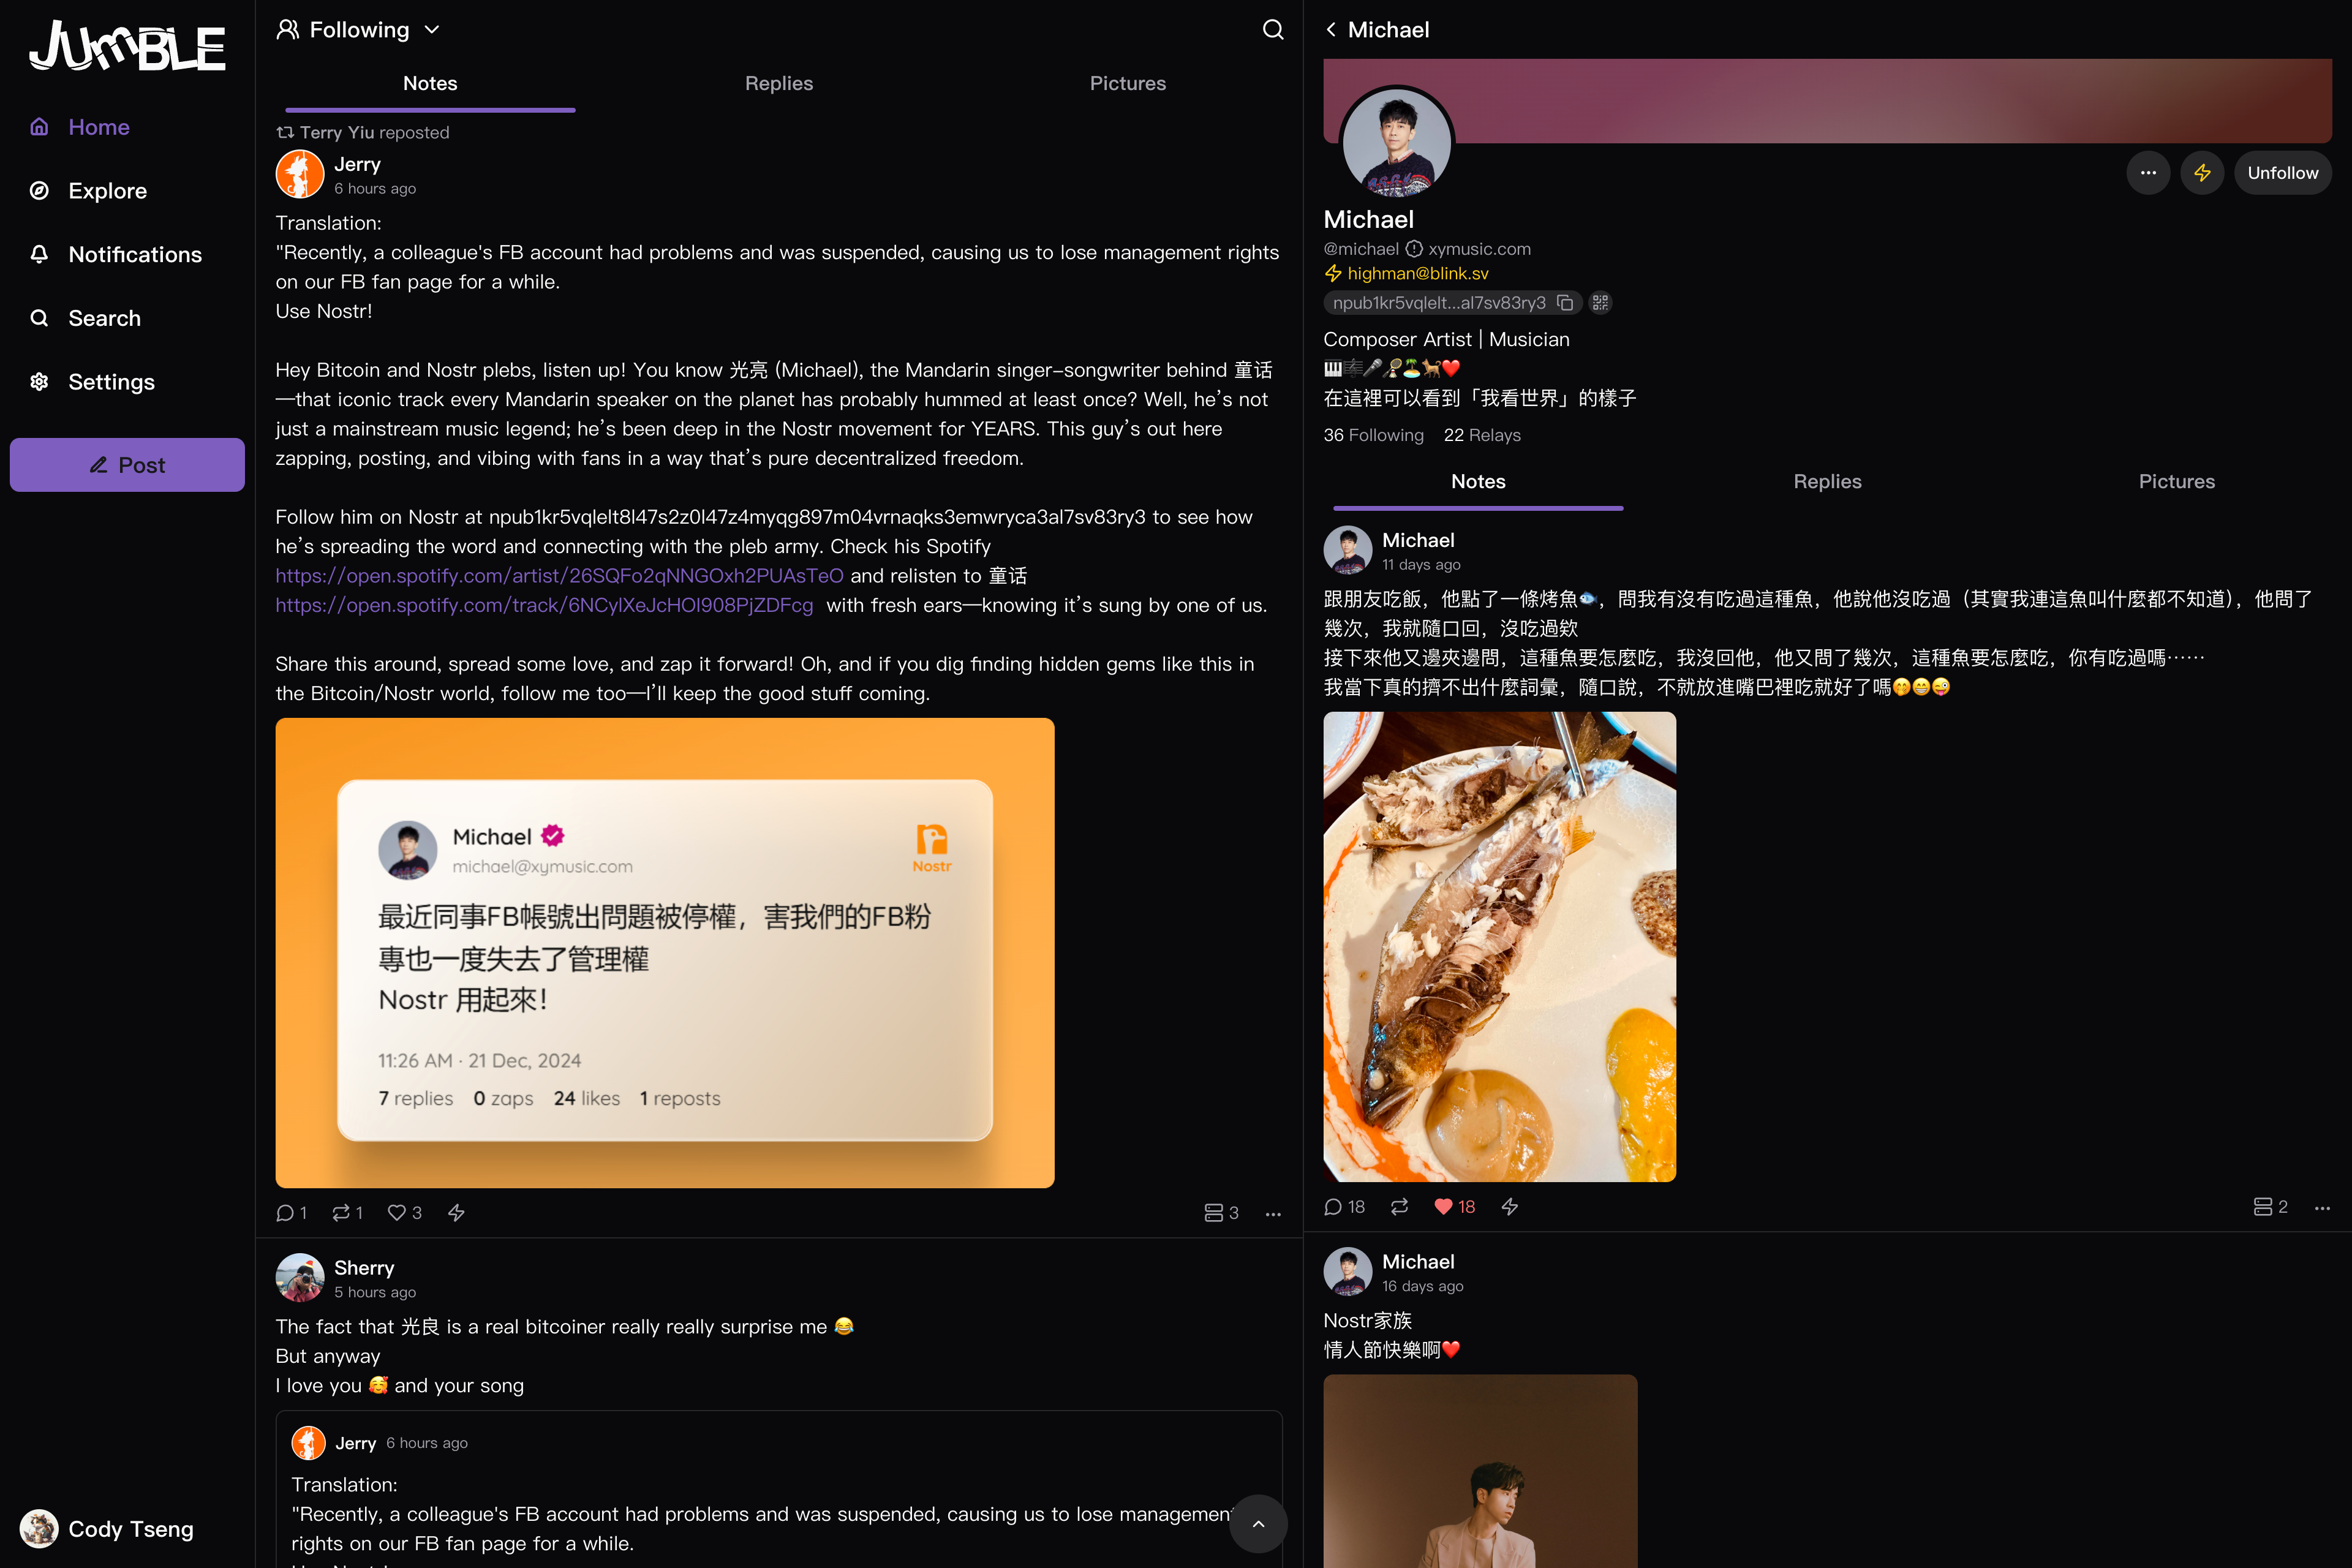 JUMBLE
Home
Explore
Notifications
Search
Settings
Post
Cody Tseng
Following
Notes
Replies
Pictures
Terry Yiu reposted
Jerry
6 hours ago
Translation:
"Recently, a colleague's FB account had problems and was suspended, causing us to lose management rights
on our FB fan page for a while.
Use Nostr!
Hey Bitcoin and Nostr plebs, listen up! You know 光亮 (Michael), the Mandarin singer-songwriter behind 童话
—that iconic track every Mandarin speaker on the planet has probably hummed at least once? Well, he's not
just a mainstream music legend; he's been deep in the Nostr movement for YEARS. This guy's out here
zapping, posting, and vibing with fans in a way that's pure decentralized freedom.
Follow him on Nostr at npub1kr5vqlelt8l47s2z0l47z4myqg897m04vrnaqks3emwryca3al7sv83ry3 to see how
he's spreading the word and connecting with the pleb army. Check his Spotify
https://open.spotify.com/artist/26SQFo2qNNGOxh2PUAsTeO and relisten to 童话
https://open.spotify.com/track/6NCylXeJcHOI908PjZDFcg with fresh ears—knowing it's sung by one of us.
Share this around, spread some love, and zap it forward! Oh, and if you dig finding hidden gems like this in
the Bitcoin/Nostr world, follow me too—I'll keep the good stuff coming.
Michael
michael@xymusic.com
Nostr
最近同事FB帳號出問題被停權，害我們的FB粉
專也一度失去了管理權
Nostr 用起來！
11:26 AM · 21 Dec, 2024
7 replies 0 zaps 24 likes 1 reposts
1 1 3 3
Sherry
5 hours ago
The fact that 光良 is a real bitcoiner really really surprise me 😂
But anyway
I love you 🥰 and your song
Jerry 6 hours ago
Translation:
"Recently, a colleague's FB account had problems and was suspended, causing us to lose management
rights on our FB fan page for a while.
Michael
Unfollow
Michael
@michael xymusic.com
highman@blink.sv
npub1kr5vqlelt...al7sv83ry3
Composer Artist | Musician
🎹🎼🎤🎾🏝️🐈❤️
在這裡可以看到「我看世界」的樣子
36 Following 22 Relays
Notes
Replies
Pictures
Michael
11 days ago
跟朋友吃飯，他點了一條烤魚🐟，問我有沒有吃過這種魚，他說他沒吃過（其實我連這魚叫什麼都不知道），他問了
幾次，我就隨口回，沒吃過欸
接下來他又邊夾邊問，這種魚要怎麼吃，我沒回他，他又問了幾次，這種魚要怎麼吃，你有吃過嗎⋯⋯
我當下真的擠不出什麼詞彙，隨口說，不就放進嘴巴裡吃就好了嗎🤭😁😜
18 18 2
Michael
16 days ago
Nostr家族
情人節快樂啊❤️